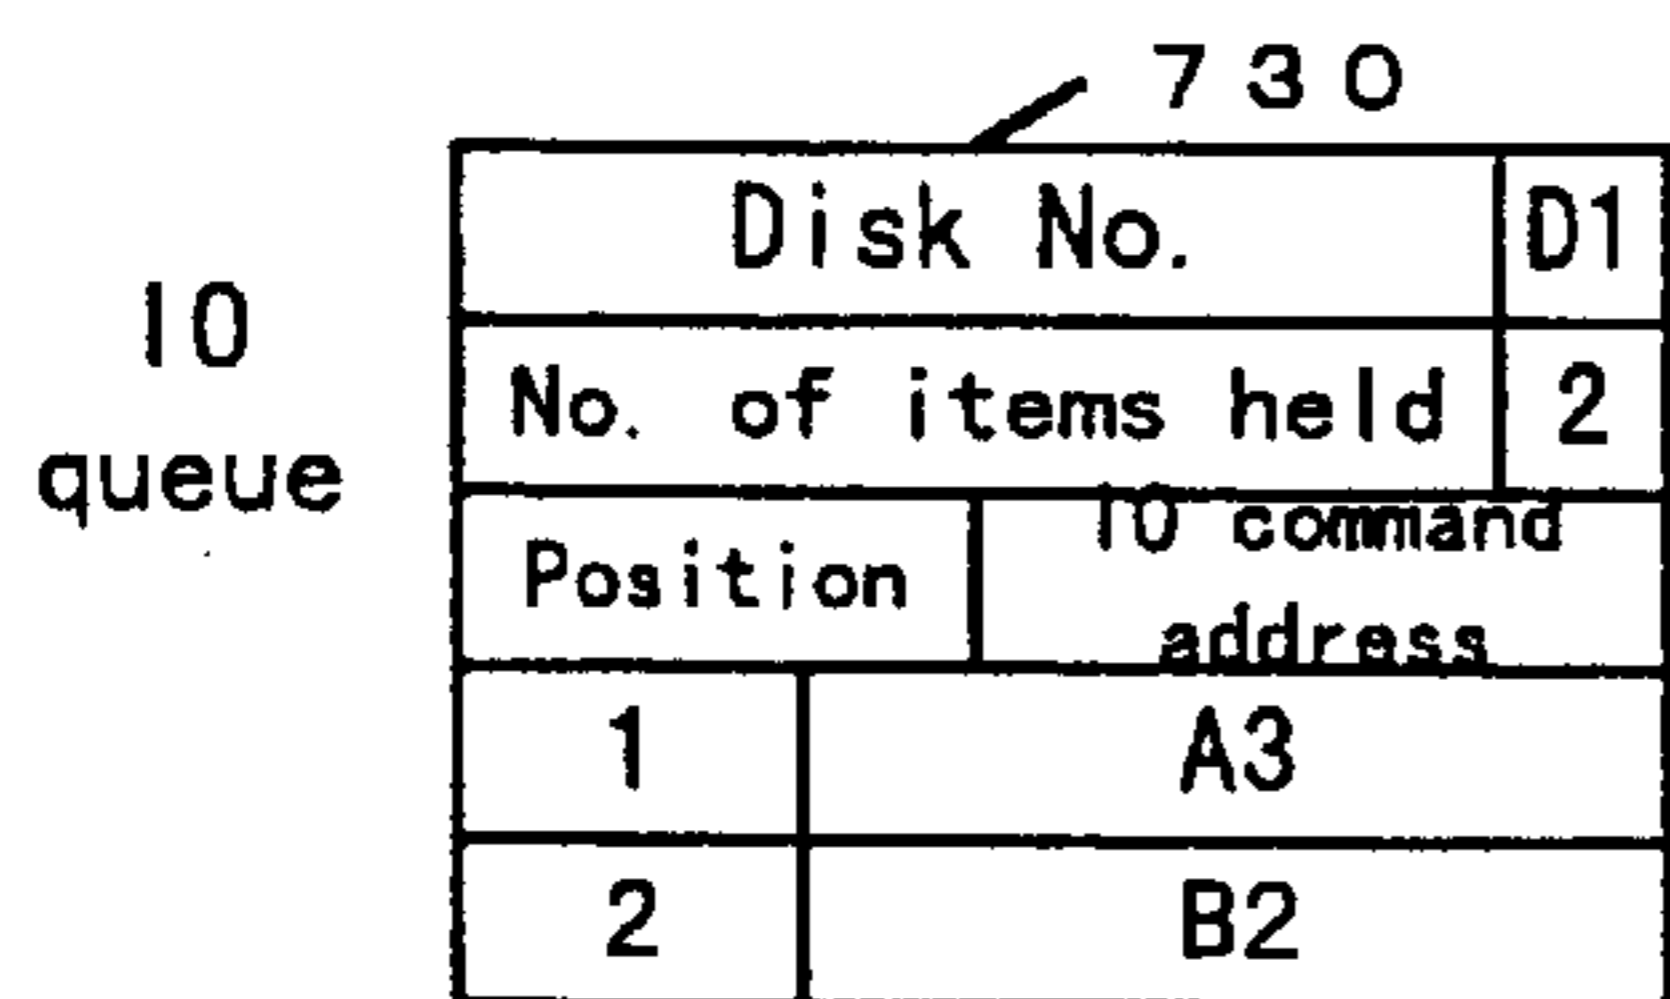 730
Disk No. D1
IO
queue
No. of items held 2
Position
IO command
address
1 A3
2 B2